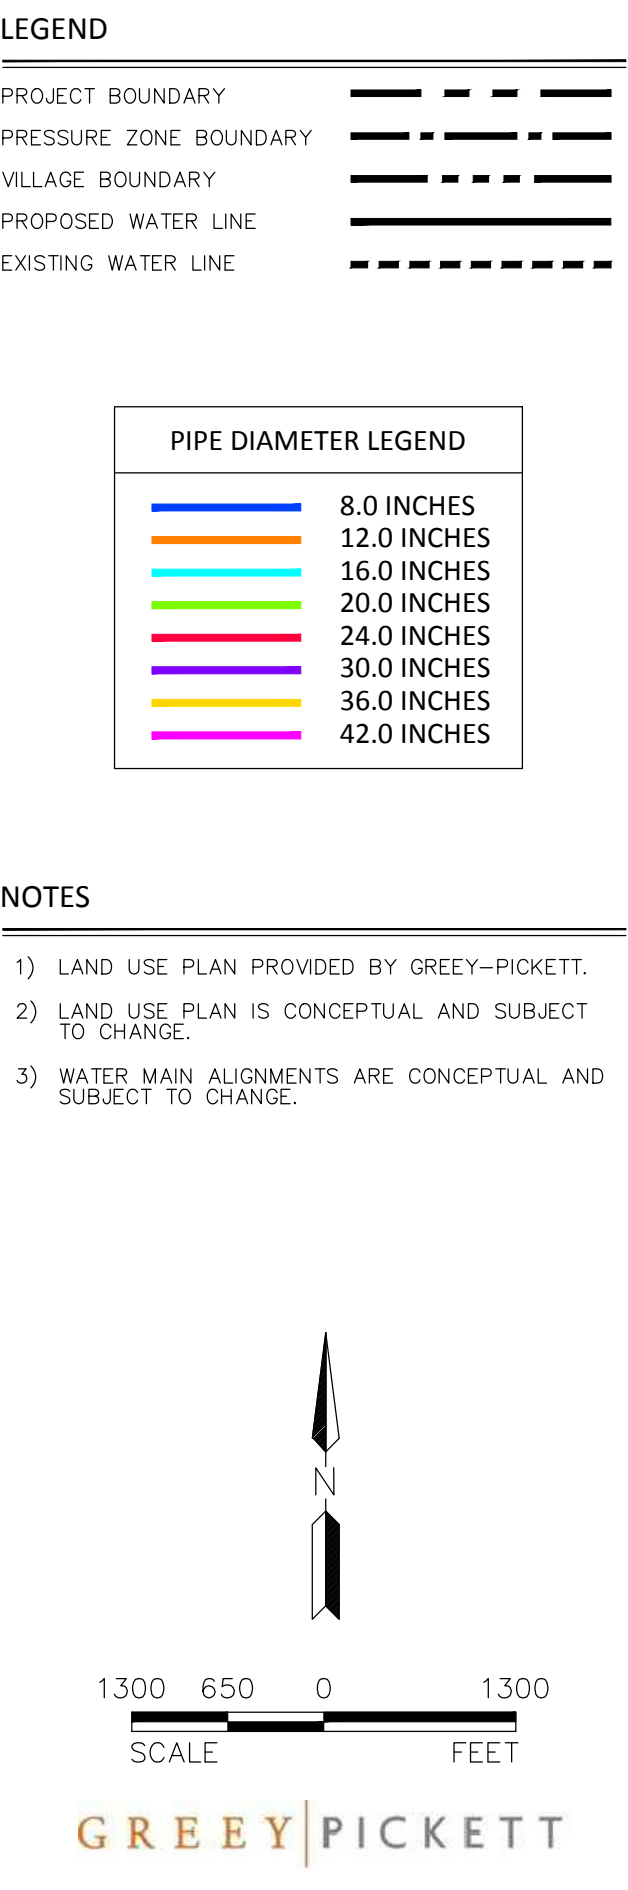 LEGEND
PROJECT BOUNDARY
PRESSURE ZONE BOUNDARY
VILLAGE BOUNDARY
PROPOSED WATER LINE
EXISTING WATER LINE
PIPE DIAMETER LEGEND
8.0 INCHES
12.0 INCHES
16.0 INCHES
20.0 INCHES
24.0 INCHES
30.0 INCHES
36.0 INCHES
42.0 INCHES
NOTES
1) LAND USE PLAN PROVIDED BY GREEY–PICKETT.
2) LAND USE PLAN IS CONCEPTUAL AND SUBJECT
TO CHANGE.
3) WATER MAIN ALIGNMENTS ARE CONCEPTUAL AND
SUBJECT TO CHANGE.
N
1300 650 0 1300
SCALE FEET
GREEY|PICKETT